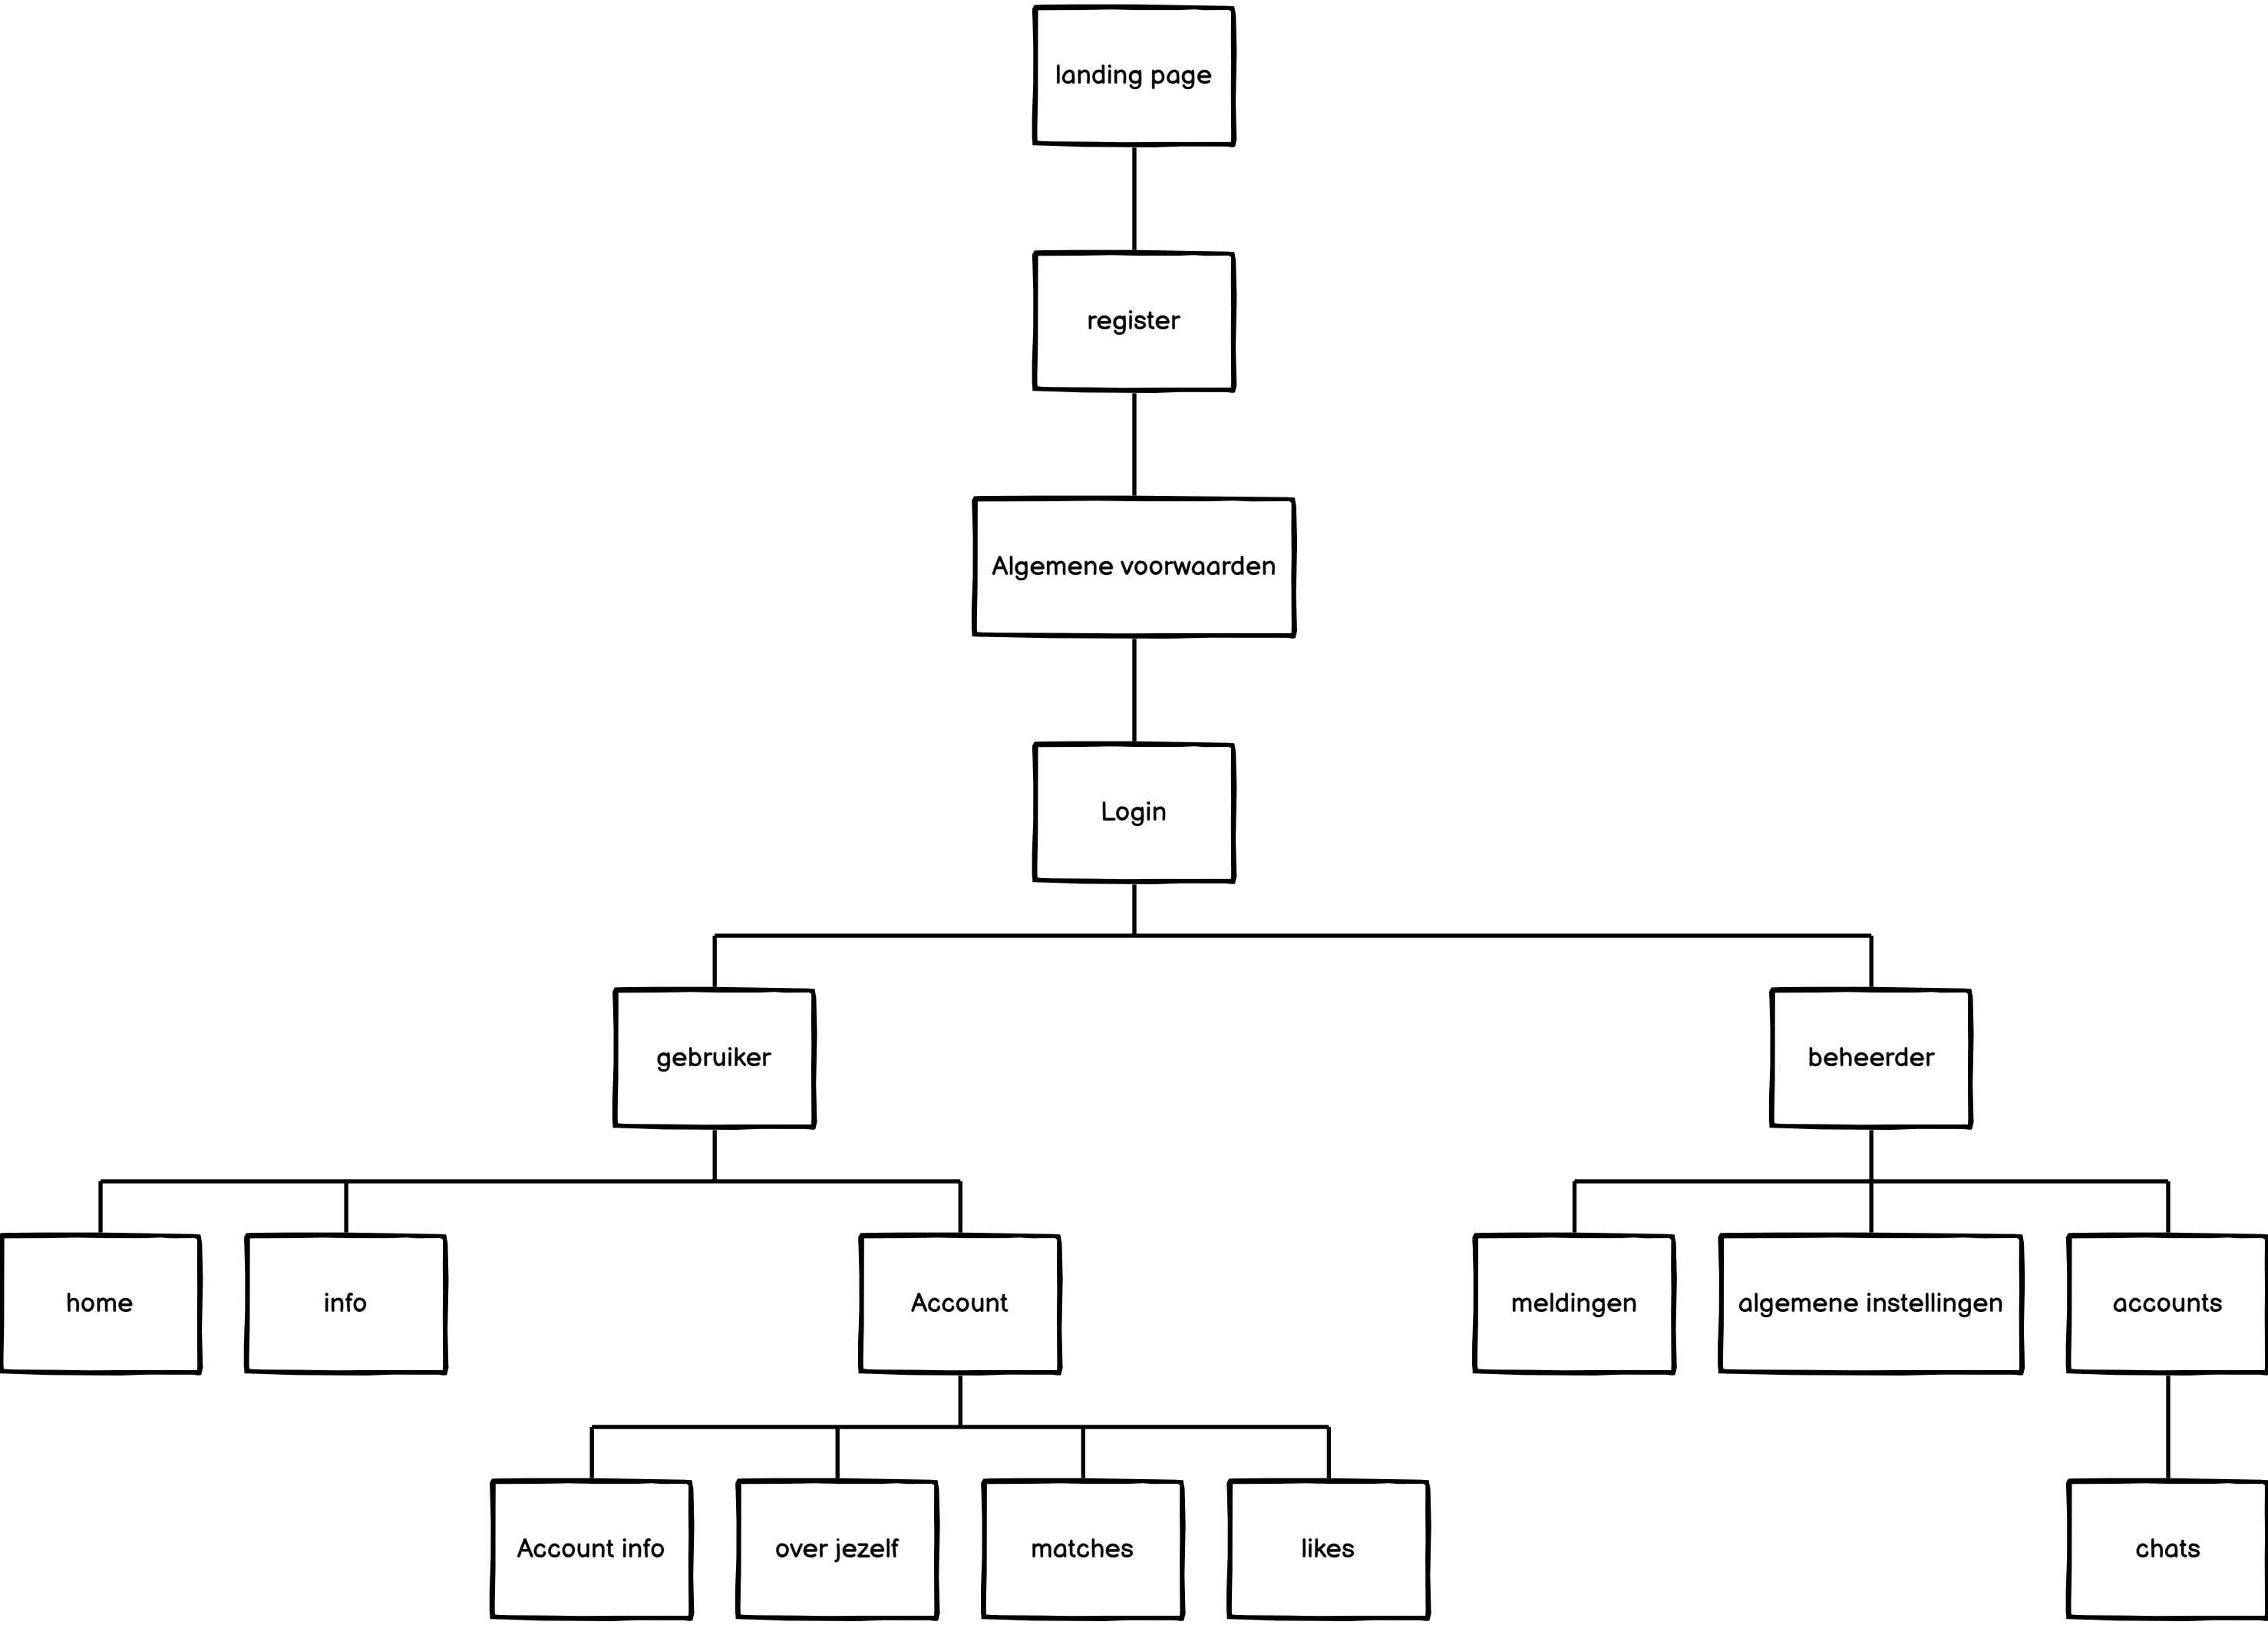 landing page
register
Algemene voorwaarden
Login
gebruiker
beheerder
home
info
Account
meldingen
algemene instellingen
accounts
Account info
over jezelf
matches
likes
chats